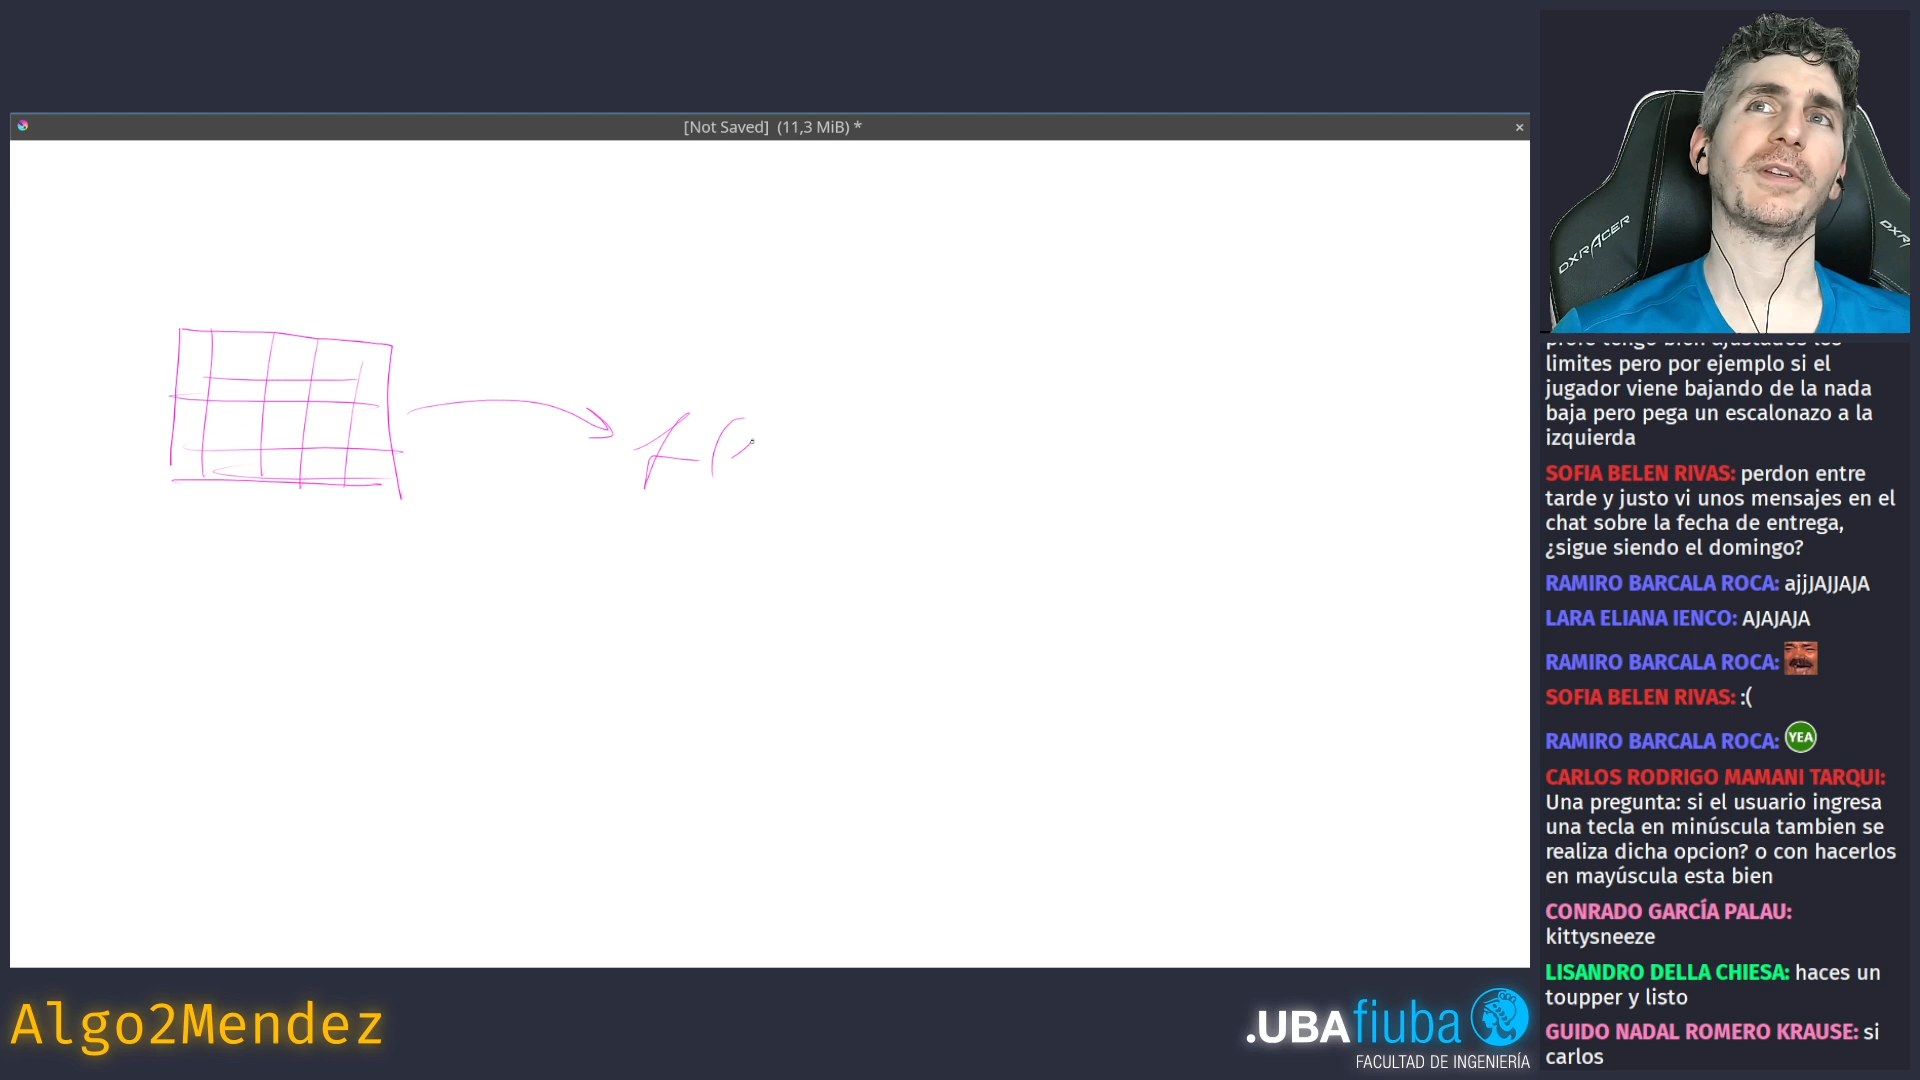 [Not Saved] (11,3 MiB) *
×
f(
DXRACER
limites pero por ejemplo si el
jugador viene bajando de la nada
baja pero pega un escalonazo a la
izquierda
SOFIA BELEN RIVAS: perdon entre
tarde y justo vi unos mensajes en el
chat sobre la fecha de entrega,
¿sigue siendo el domingo?
RAMIRO BARCALA ROCA: ajjJAJJAJA
LARA ELIANA IENCO: AJAJAJA
RAMIRO BARCALA ROCA:
SOFIA BELEN RIVAS: :(
RAMIRO BARCALA ROCA: YEA
CARLOS RODRIGO MAMANI TARQUI:
Una pregunta: si el usuario ingresa
una tecla en minúscula tambien se
realiza dicha opcion? o con hacerlos
en mayúscula esta bien
CONRADO GARCÍA PALAU:
kittysneeze
LISANDRO DELLA CHIESA: haces un
toupper y listo
GUIDO NADAL ROMERO KRAUSE: si
carlos
Algo2Mendez
.UBAfiuba
FACULTAD DE INGENIERÍA